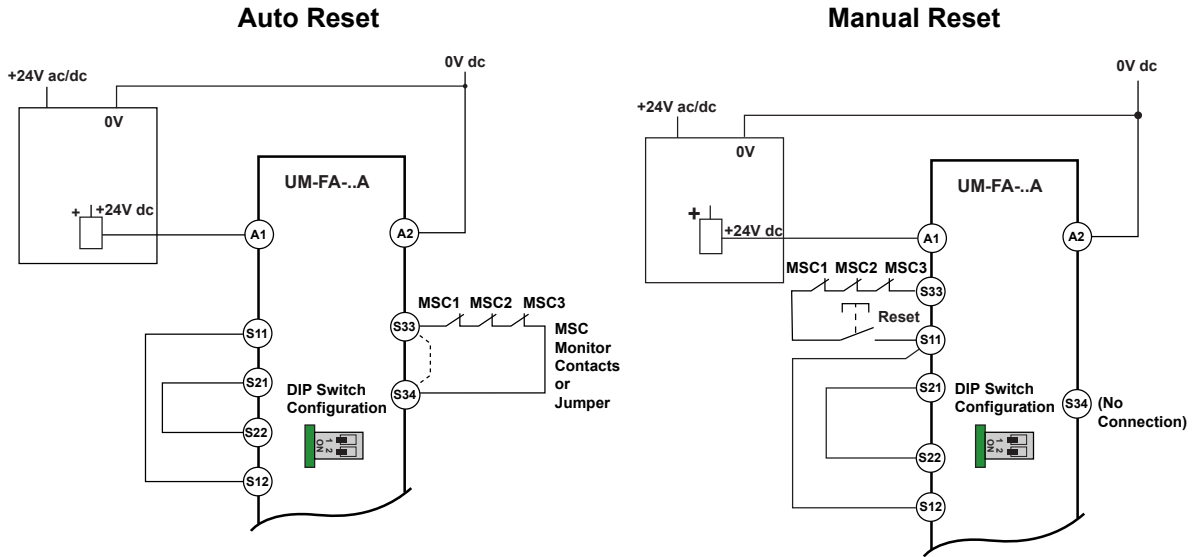 Auto Reset
+24V ac/dc
0V dc
0V
UM-FA-..A
+
+24V dc
A1
A2
MSC1 MSC2 MSC3
S33
S11
MSC
Monitor
Contacts
or
Jumper
S21
DIP Switch
Configuration
S34
S22
1 2
ON
S12
Manual Reset
0V dc
+24V ac/dc
0V
UM-FA-..A
+
+24V dc
A1
A2
MSC1 MSC2 MSC3
S33
Reset
S11
S21
DIP Switch
Configuration
S34
(No
Connection)
S22
1 2
ON
S12